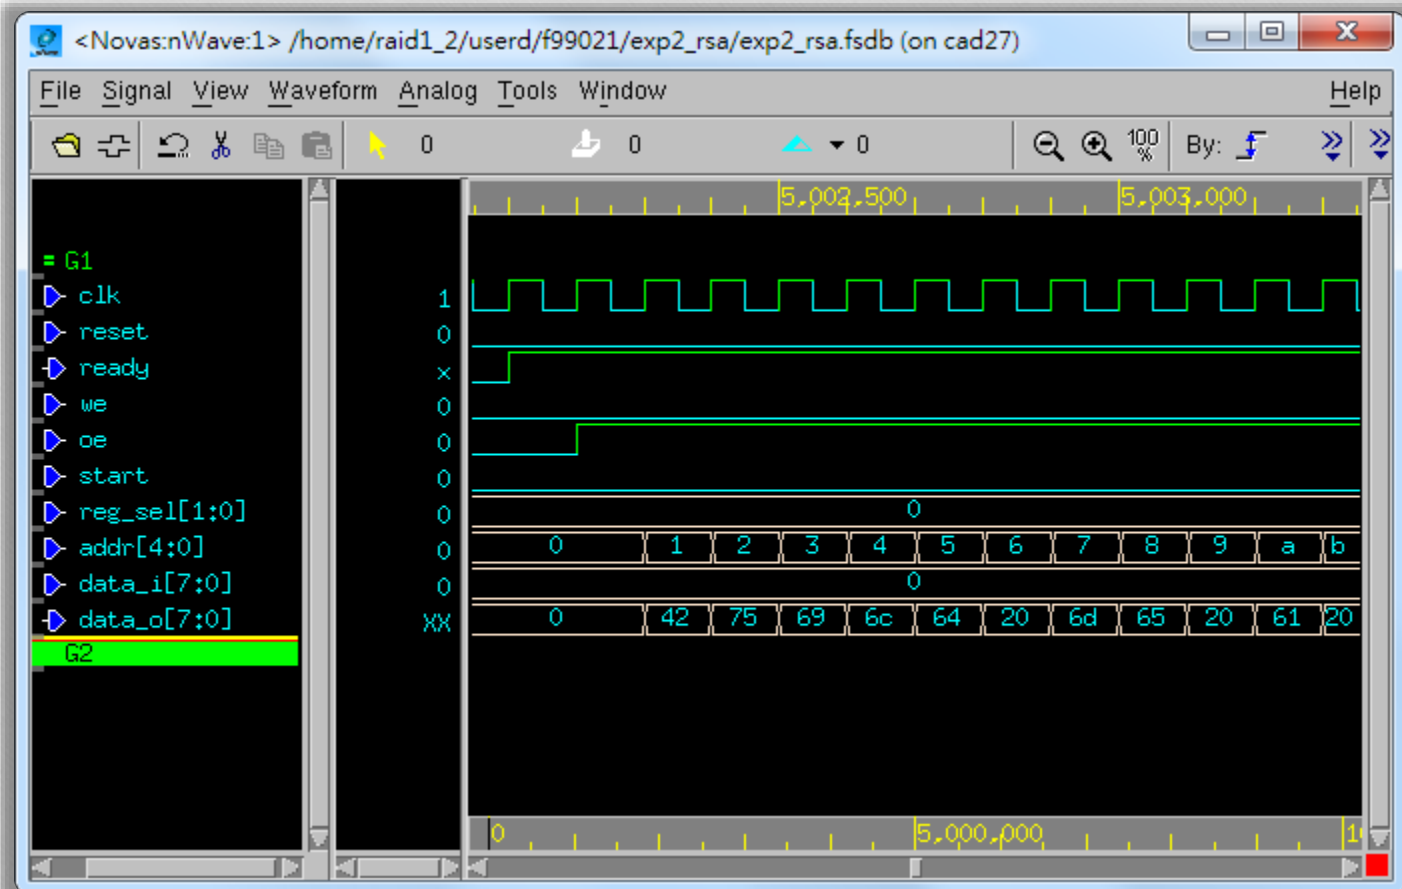 <Novas:nWave:1> /home/raid1_2/userd/f99021/exp2_rsa/exp2_rsa.fsdb (on cad27)
File Signal View Waveform Analog Tools Window Help
0 0 0 100 % By:
5,002,500 5,003,000
= G1
clk 1
reset 0
ready x
we 0
oe 0
start 0
reg_sel[1:0] 0 0
addr[4:0] 0 0 1 2 3 4 5 6 7 8 9 a b
data_i[7:0] 0 0
data_o[7:0] XX 0 42 75 69 6c 64 20 6d 65 20 61 20
G2
0 5,000,000 1